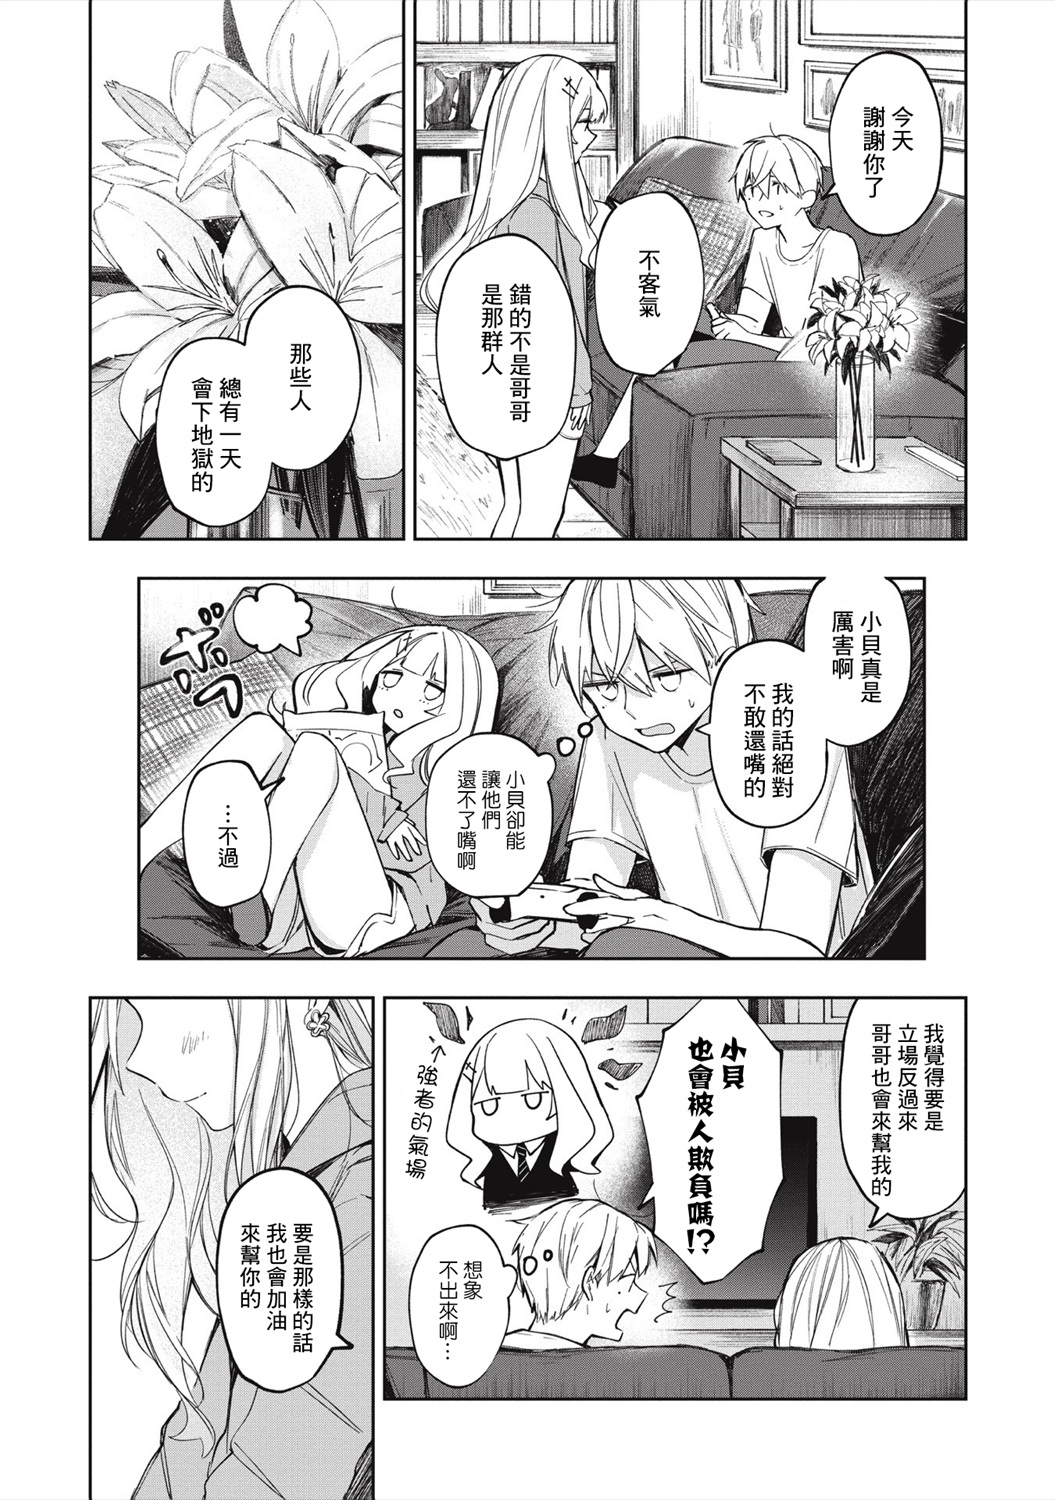 今天
謝謝你了
不客氣
錯的不是哥哥
是那群人
那些人
總有一天
會下地獄的
小貝真是
厲害啊
我的話絕對
不敢還嘴的
小貝卻能
讓他們
還不了嘴啊
ボフ
…不過
我覺得要是
立場反過來
哥哥也會來幫我的
小貝
也會被人欺負嗎!?
←強者的氣場
想象
不出來啊…
要是那樣的話
我也會加油
來幫你的